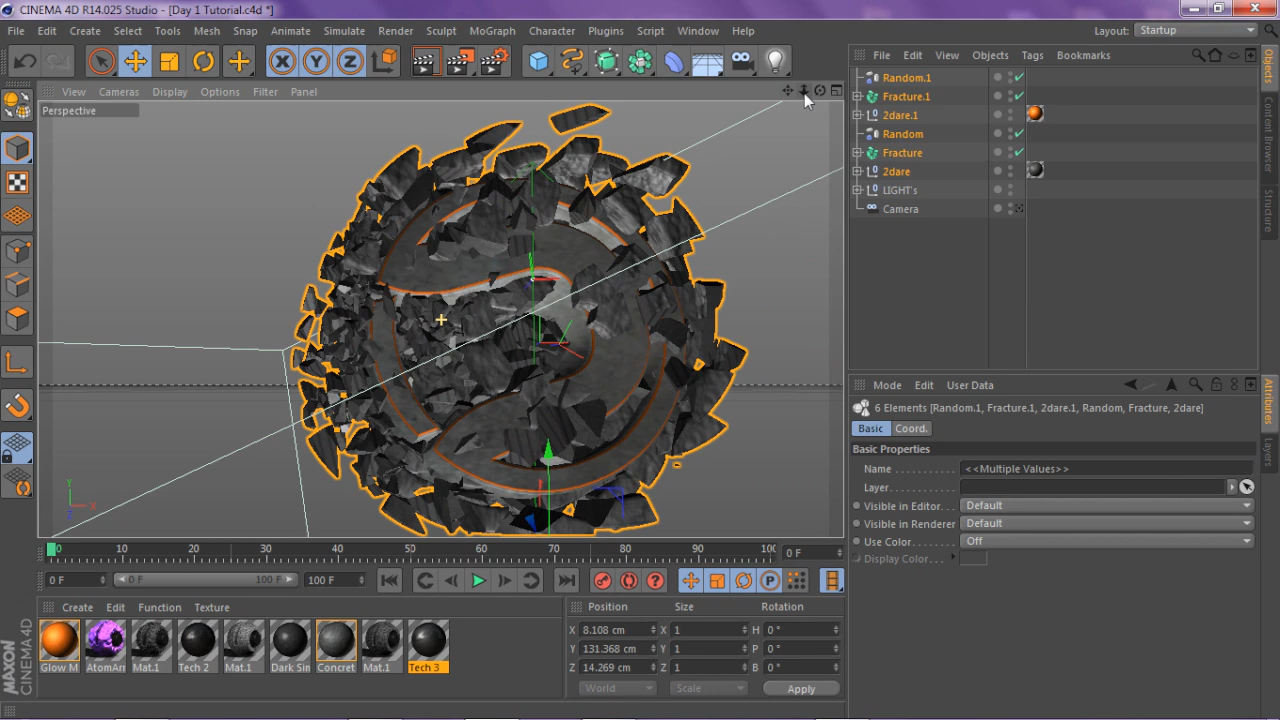 CINEMA 4D R14.025 Studio - [Day 1 Tutorial.c4d *]
File Edit Create Select Tools Mesh Snap Animate Simulate Render Sculpt MoGraph Character Plugins Script Window Help Layout: Startup
X Y Z
File Edit View Objects Tags Bookmarks
View Cameras Display Options Filter Panel
Perspective
Random.1
Fracture.1
2dare.1
Random
Fracture
2dare
LIGHT's
Camera
Objects
Content Browser
Structure
Y
X
Z
Mode Edit User Data
6 Elements [Random.1, Fracture.1, 2dare.1, Random, Fracture, 2dare]
Basic Coord.
Basic Properties
Name <<Multiple Values>>
Layer
Visible in Editor Default
Visible in Renderer Default
Use Color Off
Display Color
Attributes
Layers
0 10 20 30 40 50 60 70 80 90 100 0 F
0 F 0 F 100 F 100 F
P
Create Edit Function Texture
Glow M AtomArr Mat.1 Tech 2 Mat.1 Dark Sin Concret Mat.1 Tech 3
Position Size Rotation
X 8.108 cm X 1 H 0 °
Y 131.368 cm Y 1 P 0 °
Z 14.269 cm Z 1 B 0 °
World Scale Apply
MAXON
CINEMA 4D